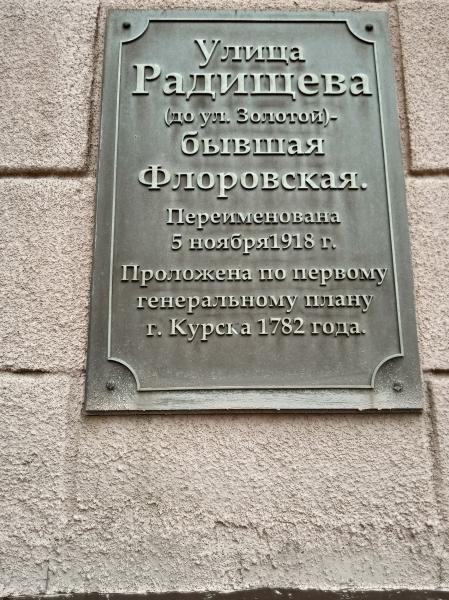 Улица
Радищева
(до ул. Золотой)-
бывшая
Флоровская.
Переименована
5 ноября1918 г.
Проложена по первому
генеральному плану
г. Курска 1782 года.